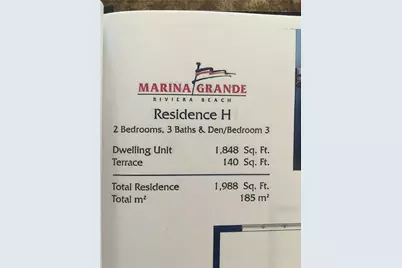 MARINA GRANDE
RIVIERA BEACH
Residence H
2 Bedrooms, 3 Baths & Den/Bedroom 3
Dwelling Unit 1,848 Sq. Ft.
Terrace 140 Sq. Ft.
Total Residence 1,988 Sq. Ft.
Total m² 185 m²